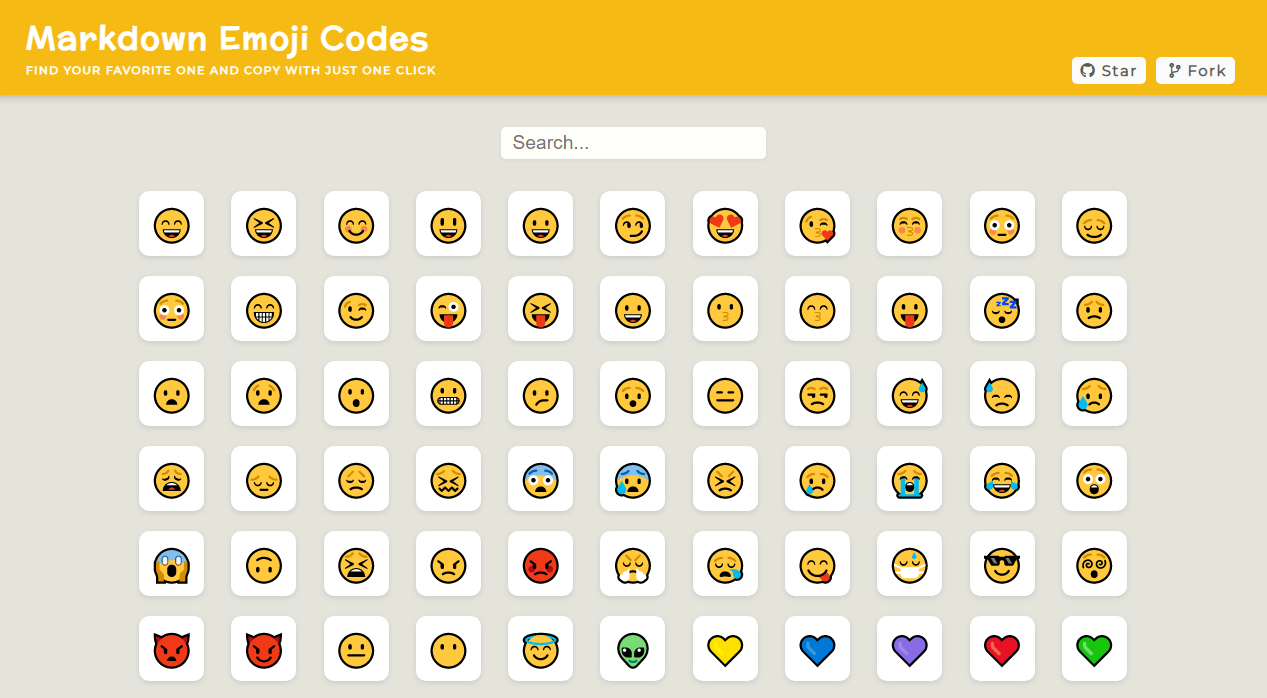 Markdown Emoji Codes
FIND YOUR FAVORITE ONE AND COPY WITH JUST ONE CLICK
Star
Fork
Search...